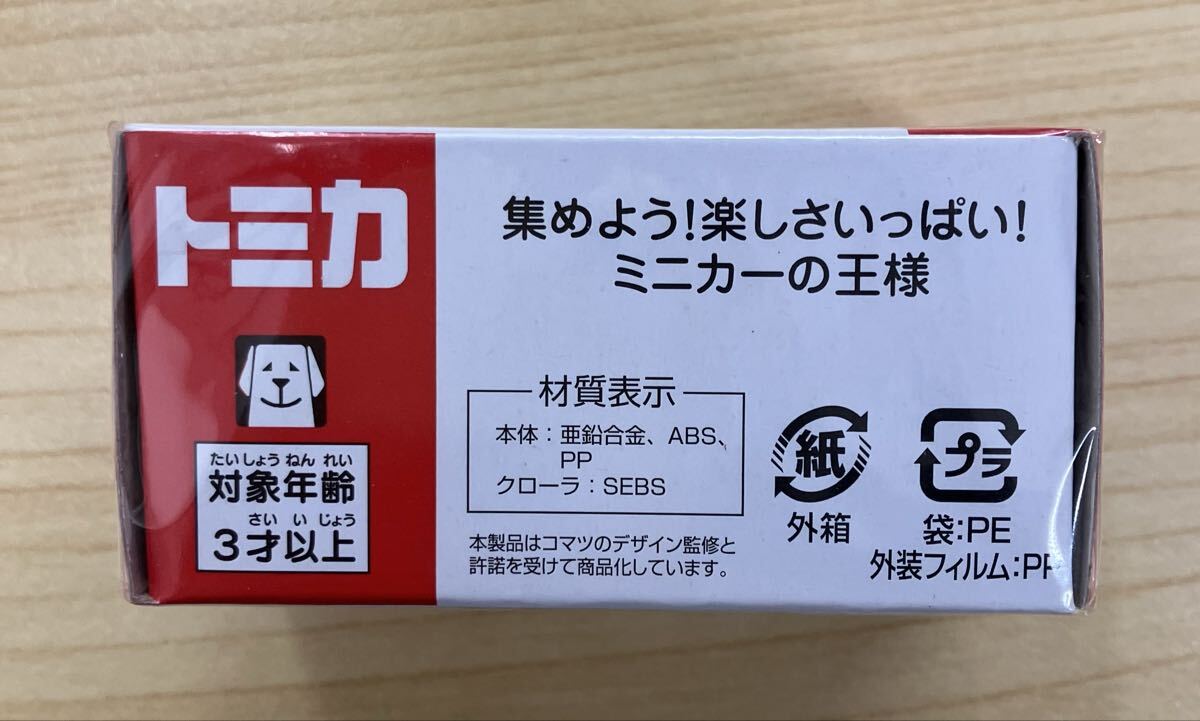 トミカ
集めよう!楽しさいっぱい!
ミニカーの王様
たいしょうねんれい
対象年齢
さいいじょう
3才以上
材質表示
本体：亜鉛合金、ABS、
PP
クローラ：SEBS
本製品はコマツのデザイン監修と
許諾を受けて商品化しています。
紙
外箱
プラ
袋:PE
外装フィルム:PP